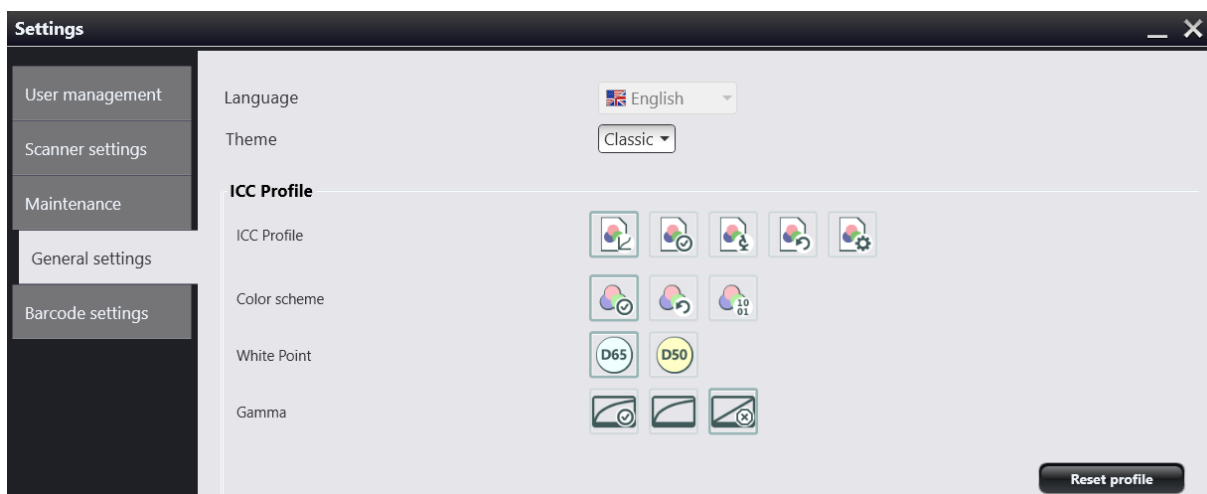 Settings
User management
Scanner settings
Maintenance
General settings
Barcode settings
Language
English
Theme
Classic
ICC Profile
ICC Profile
Color scheme
10
01
White Point
D65
D50
Gamma
Reset profile